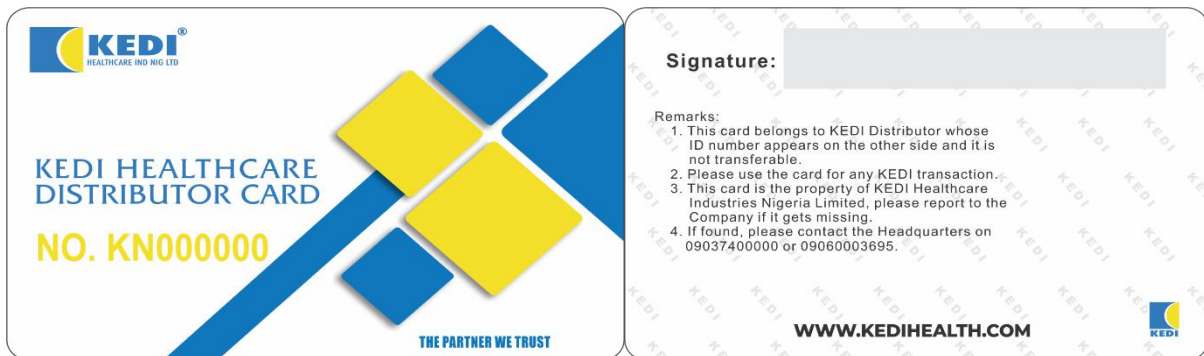 KEDI®
HEALTHCARE IND NIG LTD
KEDI HEALTHCARE
DISTRIBUTOR CARD
NO. KN000000
THE PARTNER WE TRUST
Signature:
Remarks:
1. This card belongs to KEDI Distributor whose
ID number appears on the other side and it is
not transferable.
2. Please use the card for any KEDI transaction.
3. This card is the property of KEDI Healthcare
Industries Nigeria Limited, please report to the
Company if it gets missing.
4. If found, please contact the Headquarters on
09037400000 or 09060003695.
WWW.KEDIHEALTH.COM
KEDI